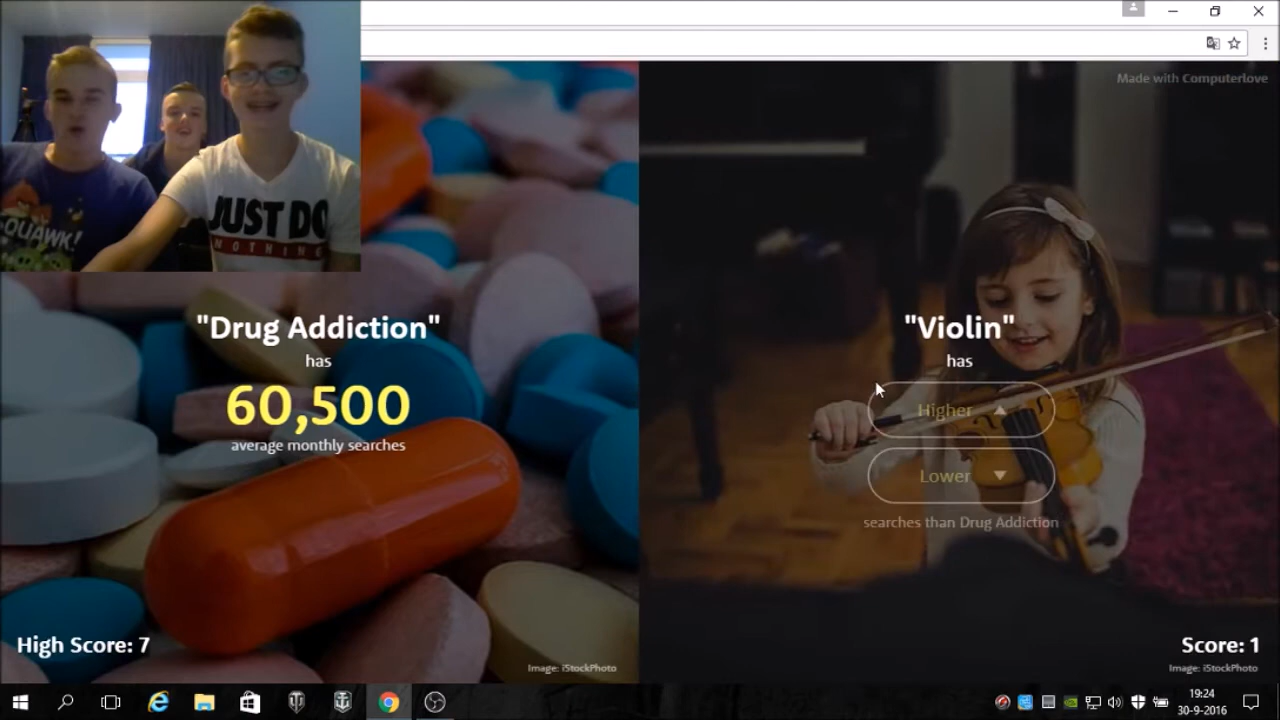 Made with Computerlove
QUAWK!
JUST DO
NOTHING
"Drug Addiction"
has
60,500
average monthly searches
"Violin"
has
Higher
Lower
searches than Drug Addiction
High Score: 7
Image: iStockPhoto
Score: 1
Image: iStockPhoto
19:24
30-9-2016